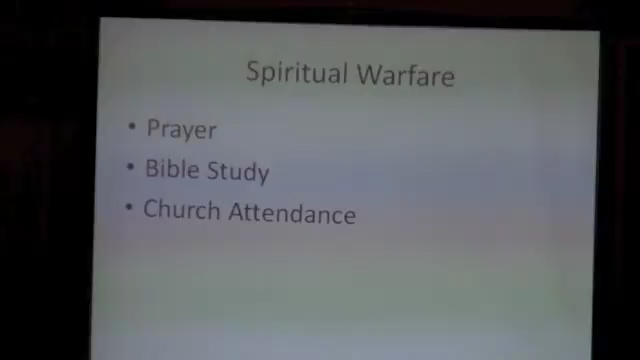 Spiritual Warfare
• Prayer
• Bible Study
• Church Attendance